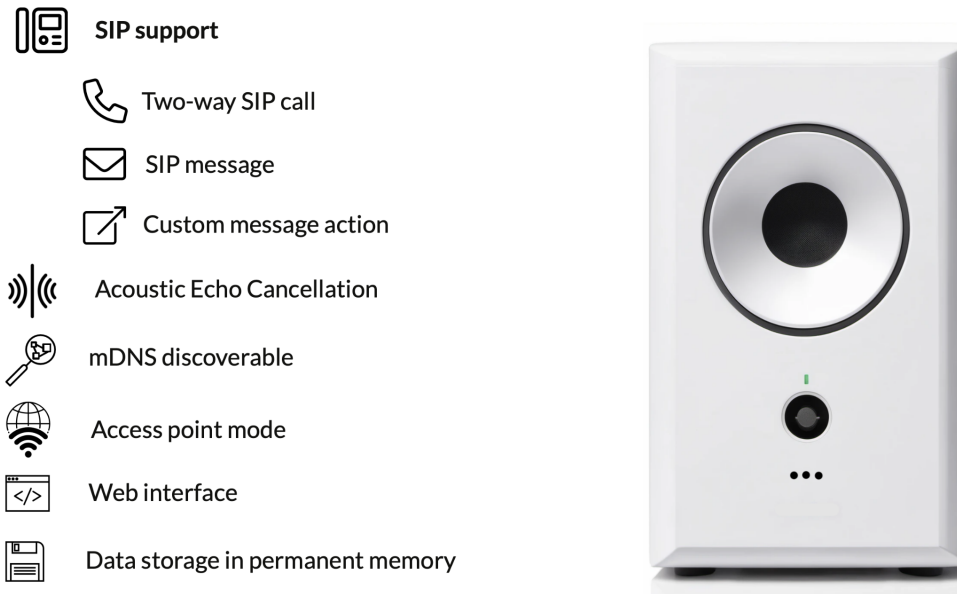 SIP support
Two-way SIP call
SIP message
Custom message action
Acoustic Echo Cancellation
mDNS discoverable
Access point mode
</>
Web interface
Data storage in permanent memory